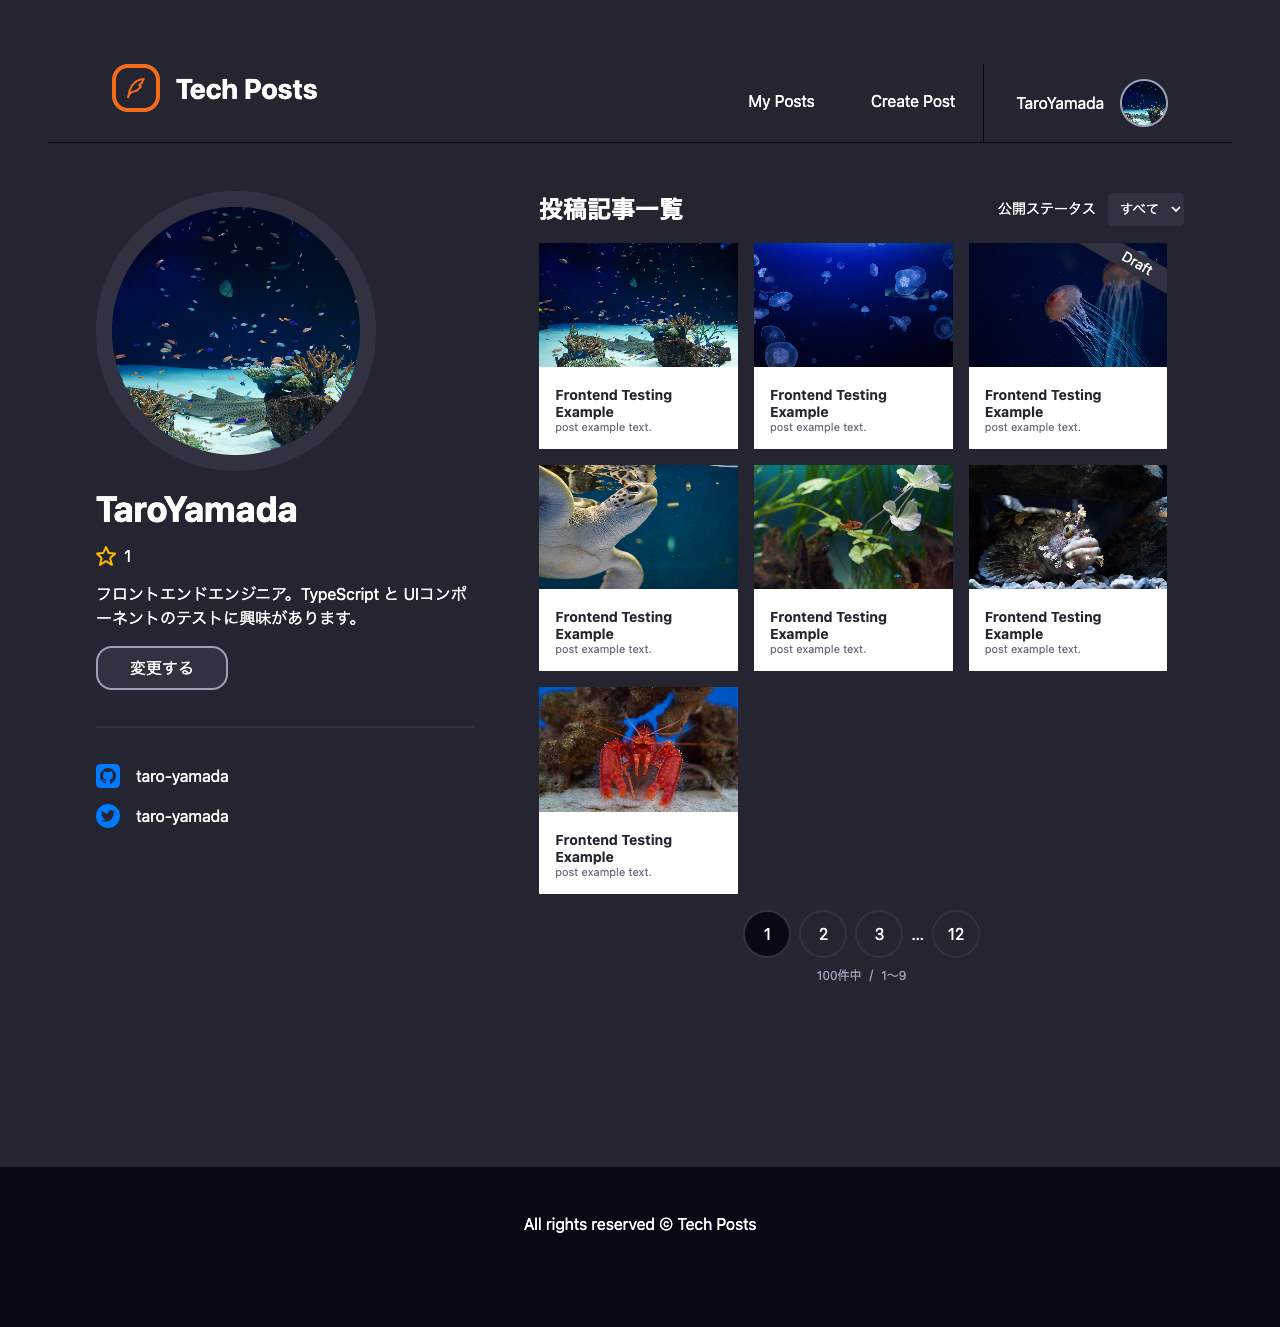 Tech Posts
My Posts
Create Post
TaroYamada
TaroYamada
1
フロントエンドエンジニア。TypeScript と UIコンポ
ーネントのテストに興味があります。
変更する
taro-yamada
taro-yamada
投稿記事一覧
公開ステータス
すべて
Draft
Frontend Testing
Example
post example text.
Frontend Testing
Example
post example text.
Frontend Testing
Example
post example text.
Frontend Testing
Example
post example text.
Frontend Testing
Example
post example text.
Frontend Testing
Example
post example text.
Frontend Testing
Example
post example text.
1 2 3 ... 12
100件中 / 1〜9
All rights reserved © Tech Posts